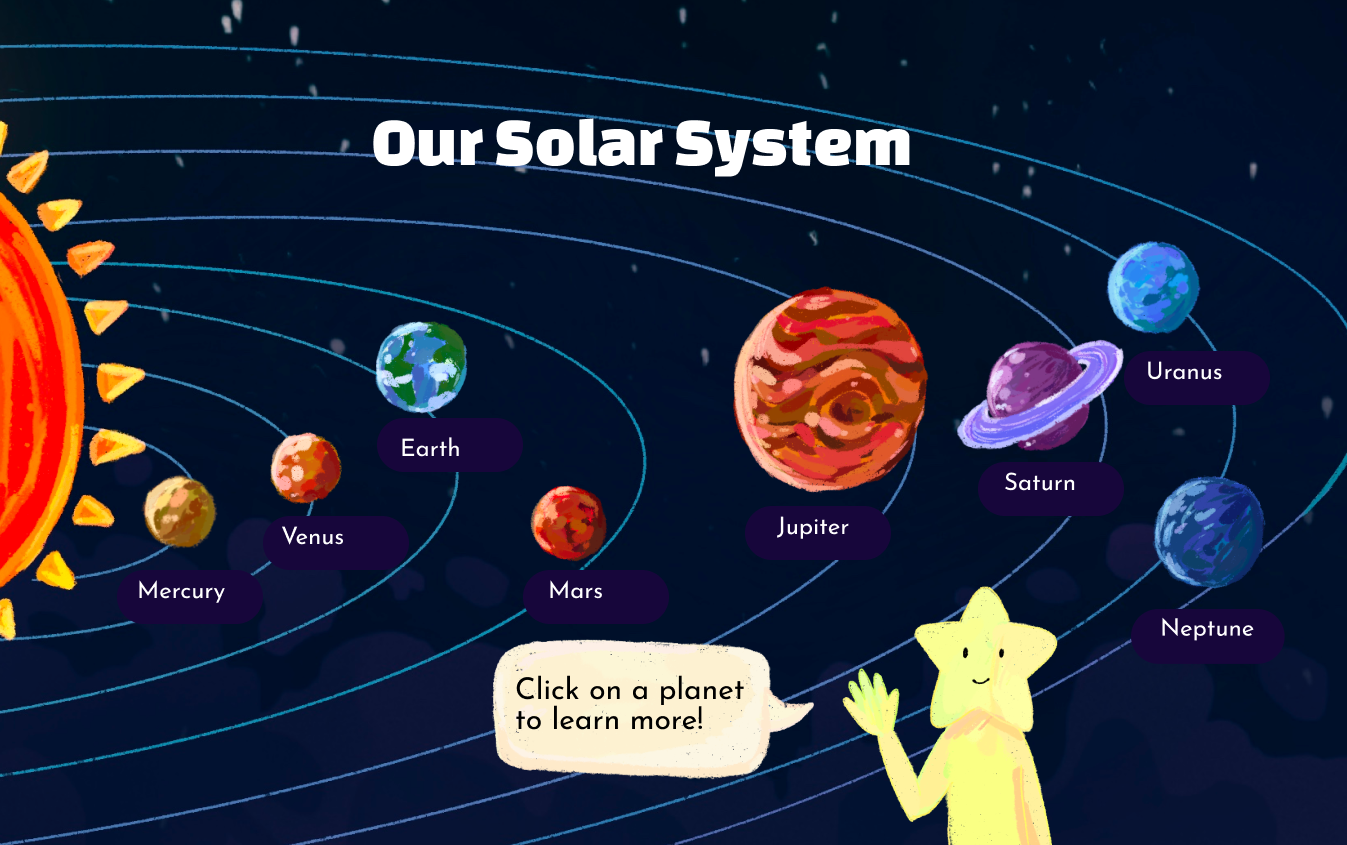 Our Solar System
Uranus
Earth
Saturn
Jupiter
Venus
Mercury
Mars
Neptune
Click on a planet
to learn more!